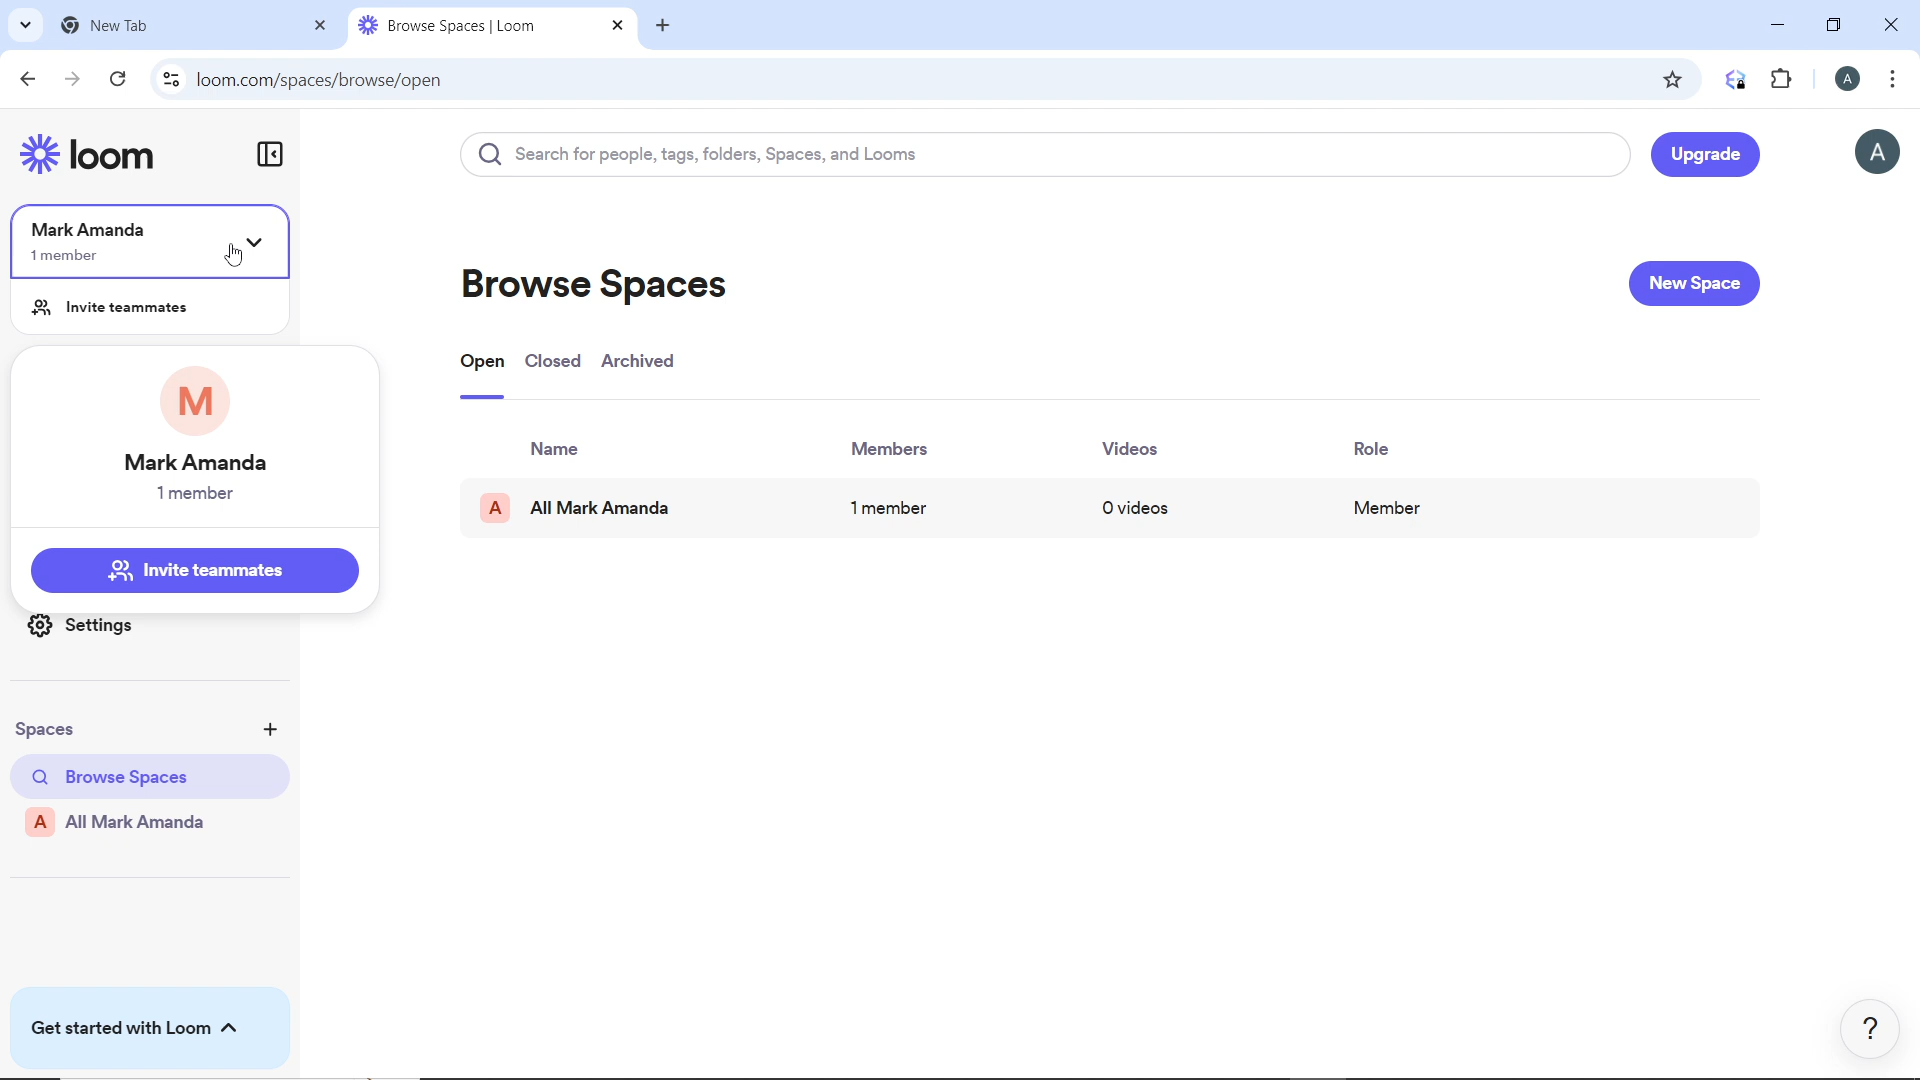 New Tab
Browse Spaces | Loom
loom.com/spaces/browse/open
A
loom
Search for people, tags, folders, Spaces, and Looms
Upgrade
A
Mark Amanda
1 member
Invite teammates
M
Mark Amanda
1 member
Invite teammates
Settings
Spaces
Browse Spaces
A All Mark Amanda
Get started with Loom
Browse Spaces
New Space
Open Closed Archived
Name Members Videos Role
A All Mark Amanda 1 member 0 videos Member
?